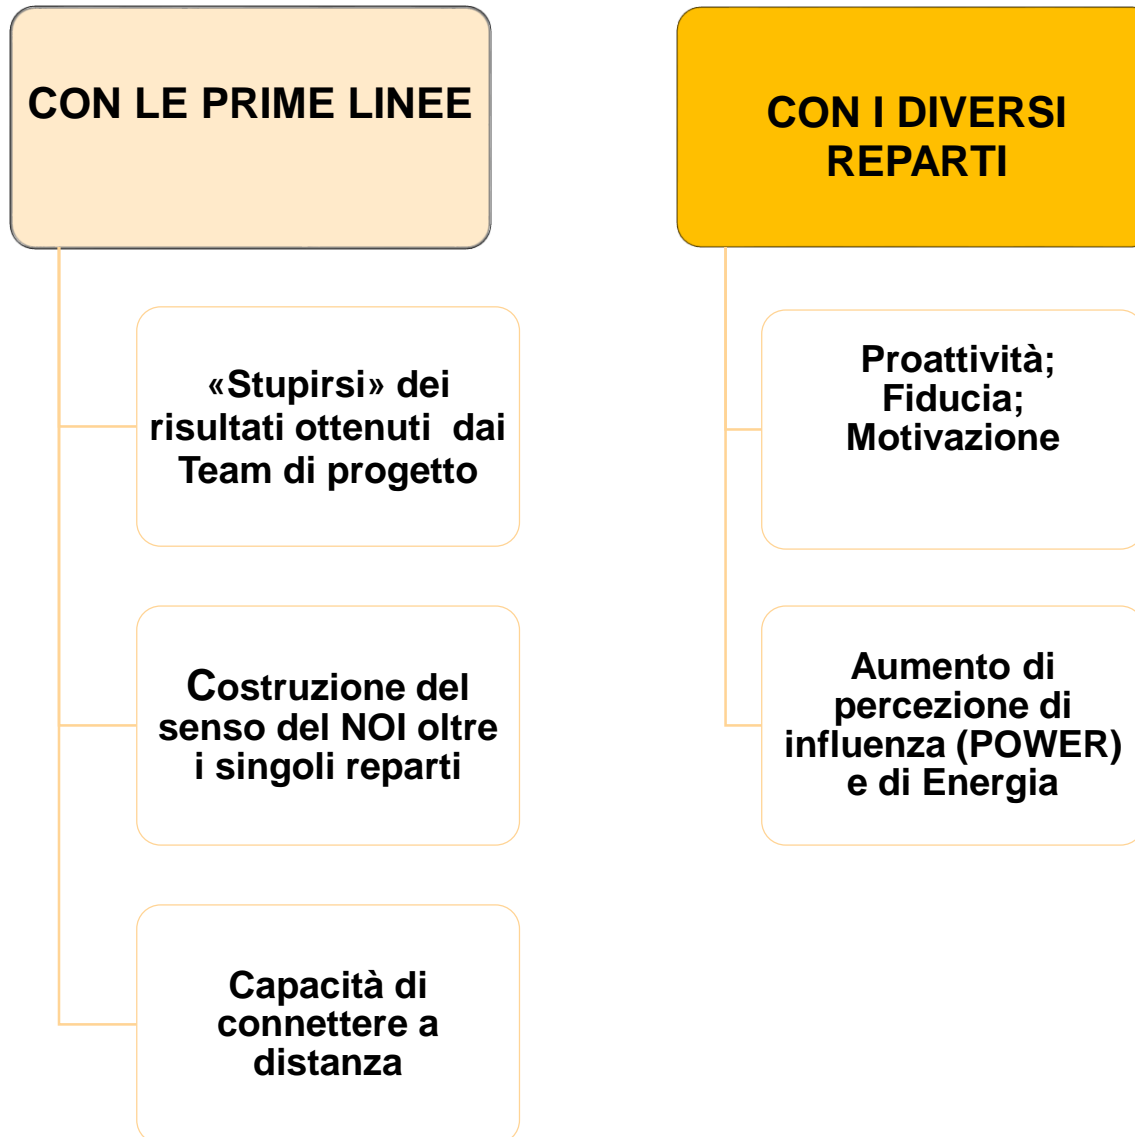 CON LE PRIME LINEE
«Stupirsi» dei
risultati ottenuti  dai
Team di progetto
Costruzione del
senso del NOI oltre
i singoli reparti
Capacità di
connettere a
distanza
CON I DIVERSI
REPARTI
Proattività;
Fiducia;
Motivazione
Aumento di
percezione di
influenza (POWER)
e di Energia